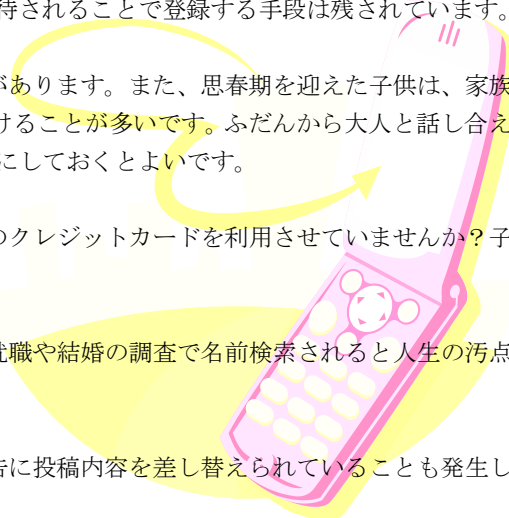 待されることで登録する手段は残されています。
があります。また、思春期を迎えた子供は、家族
けることが多いです。ふだんから大人と話し合え
にしておくとよいです。
のクレジットカードを利用させていませんか？子
就職や結婚の調査で名前検索されると人生の汚点
告に投稿内容を差し替えられていることも発生し